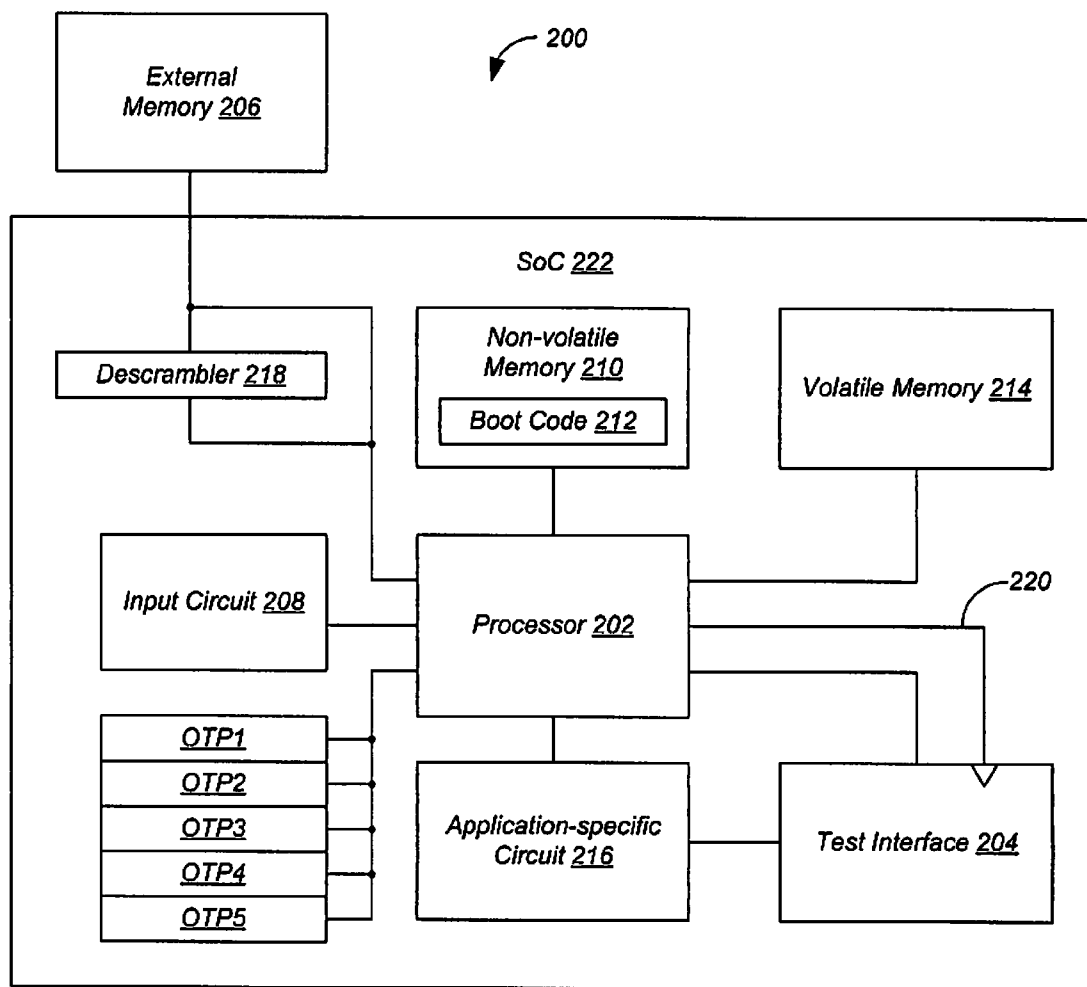 200
External
Memory 206
SoC 222
Descrambler 218
Non-volatile
Memory 210
Boot Code 212
Volatile Memory 214
Input Circuit 208
Processor 202
220
OTP1
OTP2
OTP3
OTP4
OTP5
Application-specific
Circuit 216
Test Interface 204